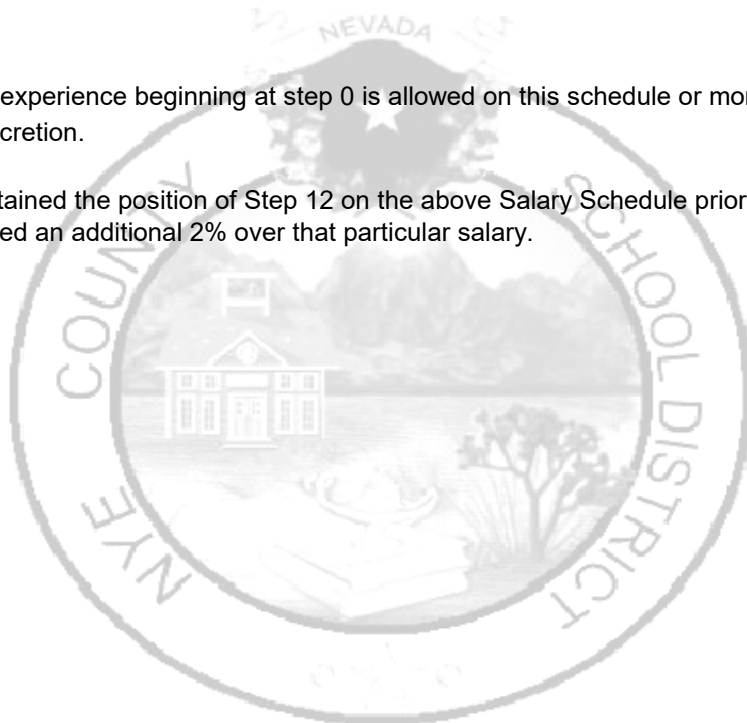 NEVADA
experience beginning at step 0 is allowed on this schedule or mor
cretion.
tained the position of Step 12 on the above Salary Schedule prior
ed an additional 2% over that particular salary.
NYE COUNTY SCHOOL DISTRICT